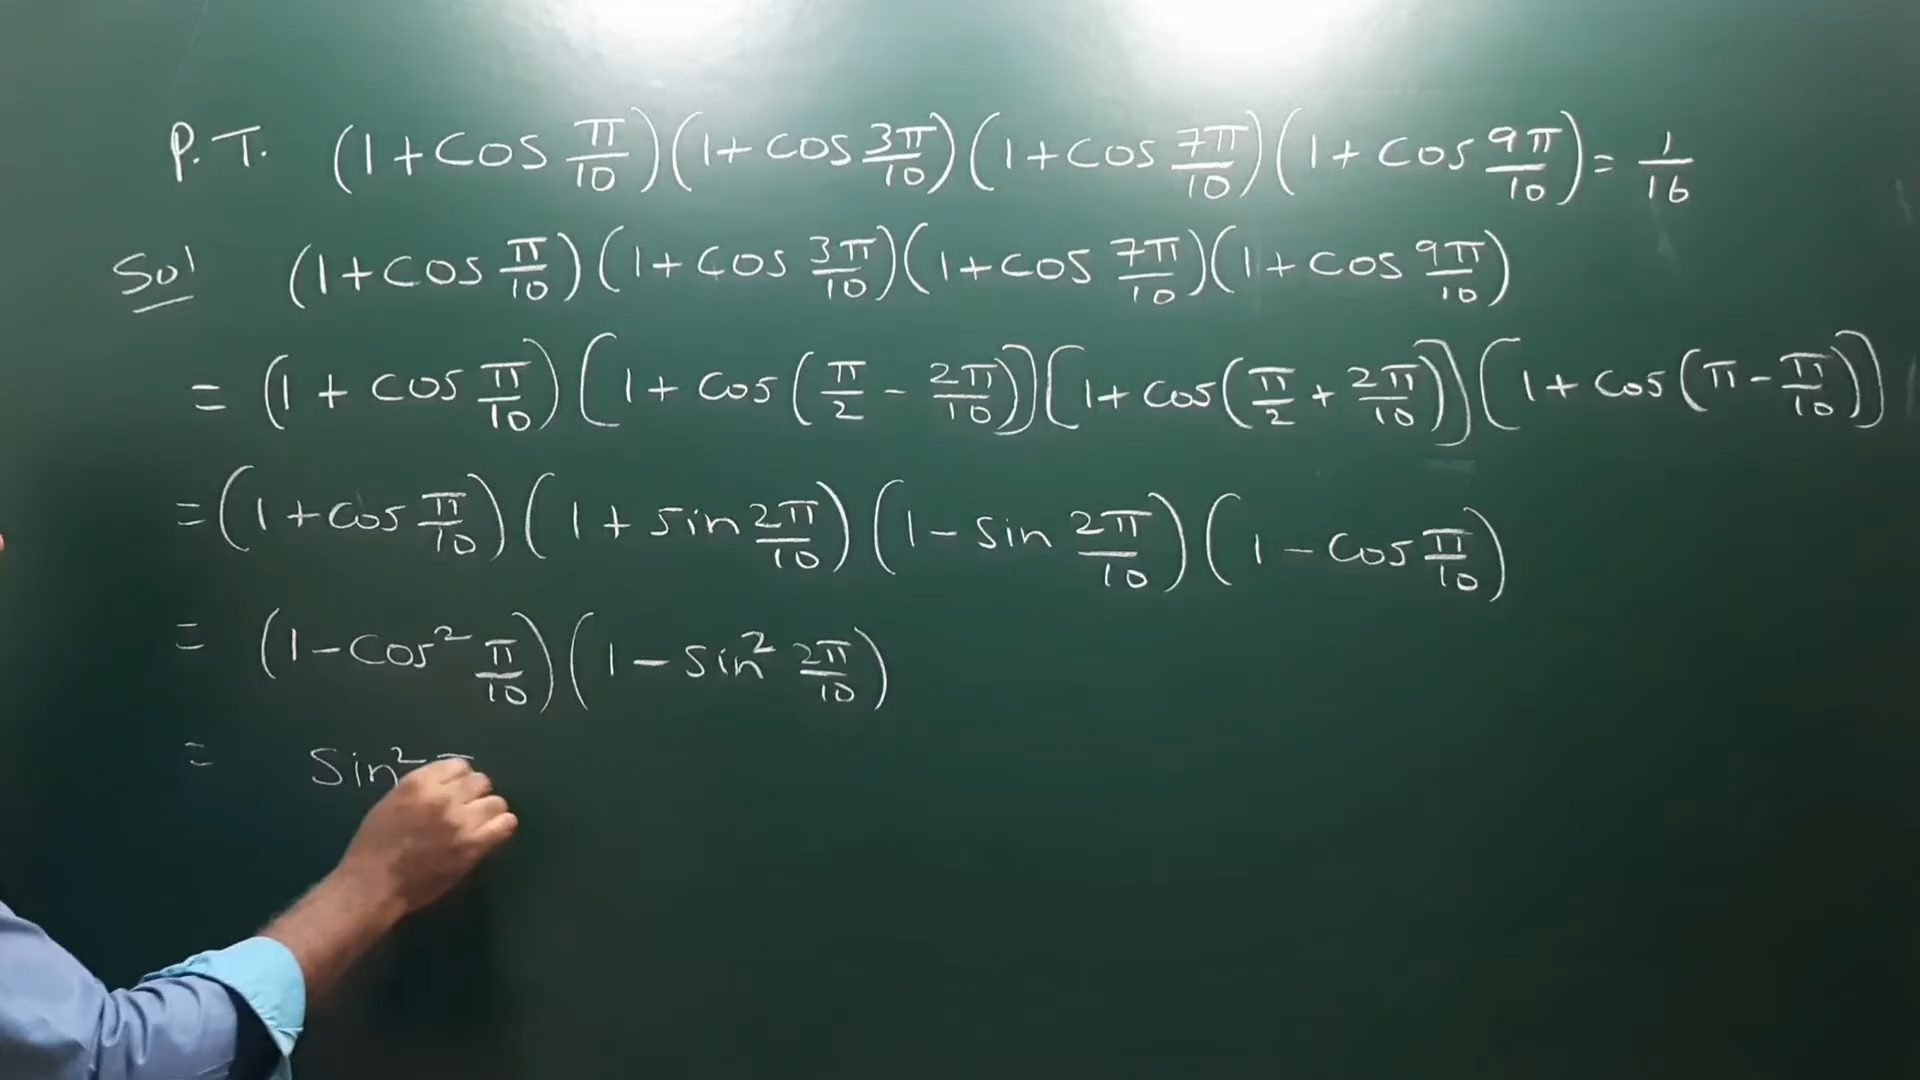 P.T. (1+cos π/10)(1+cos 3π/10)(1+cos 7π/10)(1+cos 9π/10) = 1/16
Sol (1+cos π/10)(1+cos 3π/10)(1+cos 7π/10)(1+cos 9π/10)
= (1+cos π/10)(1+cos(π/2 - 2π/10)][1+cos(π/2 + 2π/10)][1+cos(π - π/10)]
= (1+cos π/10)(1+sin 2π/10)(1-sin 2π/10)(1-cos π/10)
= (1-cos² π/10)(1-sin² 2π/10)
= Sin²